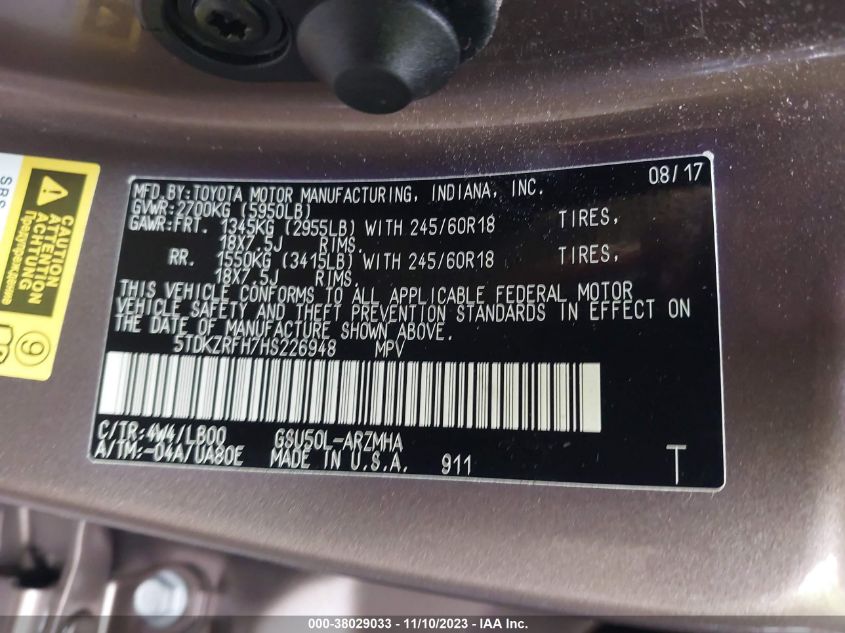 MFD.BY:TOYOTA MOTOR MANUFACTURING, INDIANA, INC. 08/17
GVWR:2700KG (5950LB)
GAWR:FRT. 1345KG (2955LB) WITH 245/60R18 TIRES,
18X7.5J RIMS.
RR. 1550KG (3415LB) WITH 245/60R18 TIRES,
18X7.5J RIMS.
THIS VEHICLE CONFORMS TO ALL APPLICABLE FEDERAL MOTOR
VEHICLE SAFETY AND THEFT PREVENTION STANDARDS IN EFFECT ON
THE DATE OF MANUFACTURE SHOWN ABOVE.
5TDKZRFH7HS226948 MPV
C/TR:4W4/LB00 GSU50L-ARZMHA
A/TM:-04A/UA80E MADE IN U.S.A. 911 T
SRS
CAUTION
ATTENTION
ACHTUNG
9
000-38029033 - 11/10/2023 - IAA Inc.